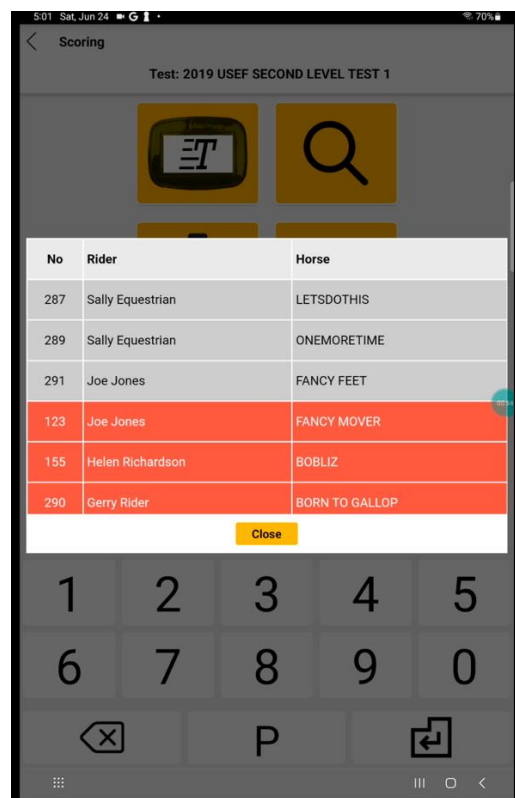 5:01 Sat, Jun 24 G 70%
Scoring
Test: 2019 USEF SECOND LEVEL TEST 1
T
No Rider Horse
287 Sally Equestrian LETSDOTHIS
289 Sally Equestrian ONEMORETIME
291 Joe Jones FANCY FEET
123 Joe Jones FANCY MOVER
155 Helen Richardson BOBLIZ
290 Gerry Rider BORN TO GALLOP
Close
1 2 3 4 5
6 7 8 9 0
P